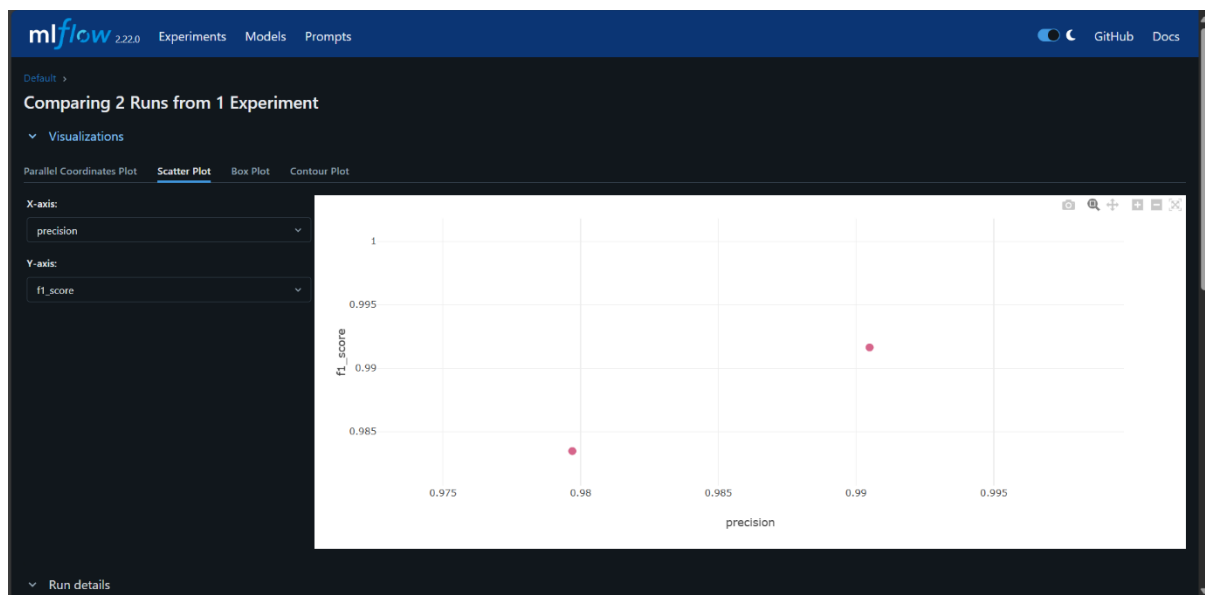 mlflow 2.22.0 Experiments Models Prompts GitHub Docs
Default ›
Comparing 2 Runs from 1 Experiment
Visualizations
Parallel Coordinates Plot Scatter Plot Box Plot Contour Plot
X-axis:
precision
Y-axis:
f1_score
1
0.995
0.99
0.985
f1_score
0.975 0.98 0.985 0.99 0.995
precision
Run details